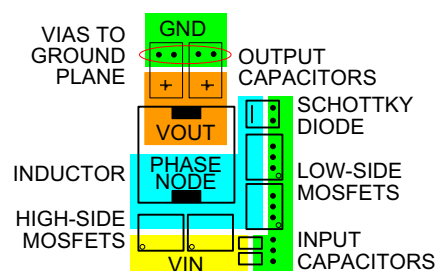 VIAS TO
GROUND
PLANE
GND
OUTPUT
CAPACITORS
+ +
VOUT
SCHOTTKY
DIODE
INDUCTOR
PHASE
NODE
LOW-SIDE
MOSFETS
HIGH-SIDE
MOSFETS
VIN
INPUT
CAPACITORS